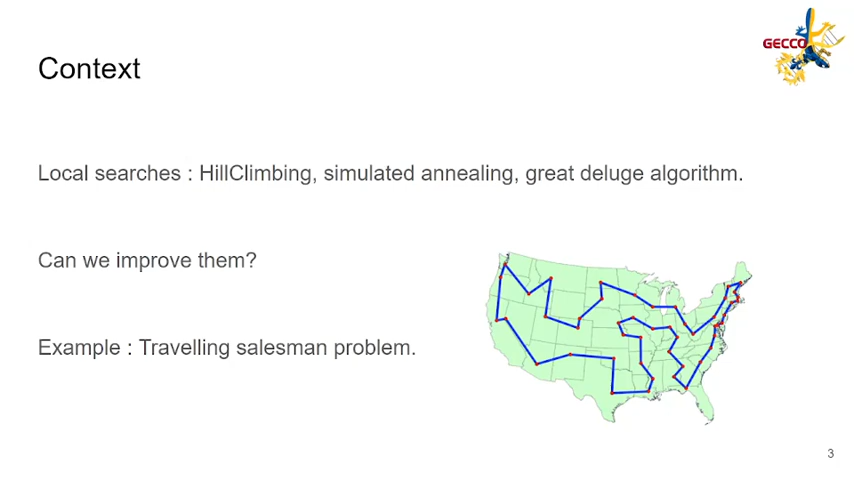 GECCO
Context
Local searches : HillClimbing, simulated annealing, great deluge algorithm.
Can we improve them?
Example : Travelling salesman problem.
3